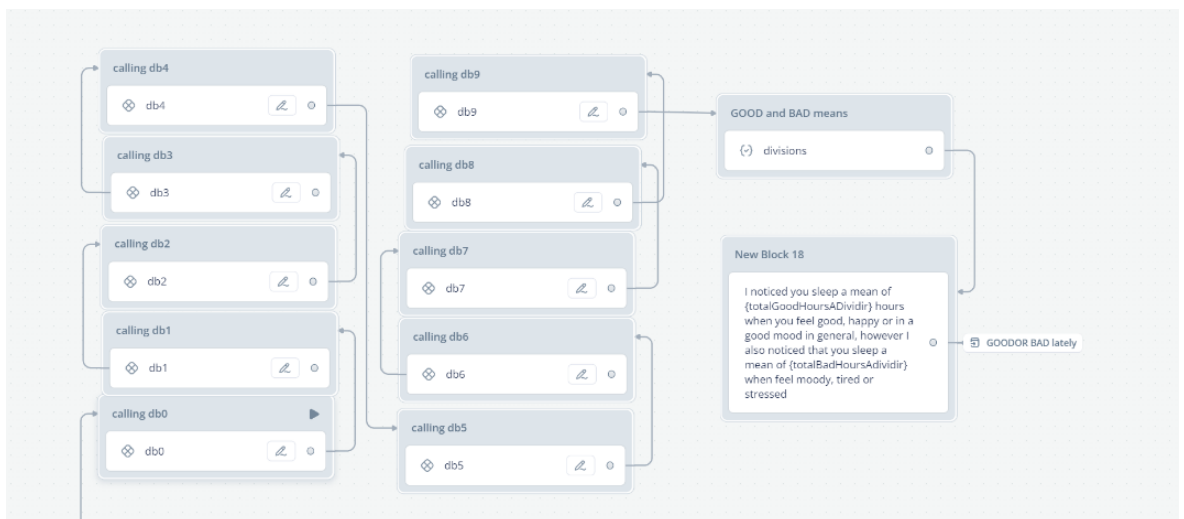 calling db4
db4
calling db3
db3
calling db2
db2
calling db1
db1
calling db0
db0
calling db9
db9
calling db8
db8
calling db7
db7
calling db6
db6
calling db5
db5
GOOD and BAD means
divisions
New Block 18
I noticed you sleep a mean of
{totalGoodHoursADividir} hours
when you feel good, happy or in a
good mood in general, however I
also noticed that you sleep a
mean of {totalBadHoursAdividir}
when feel moody, tired or
stressed
GOODOR BAD lately